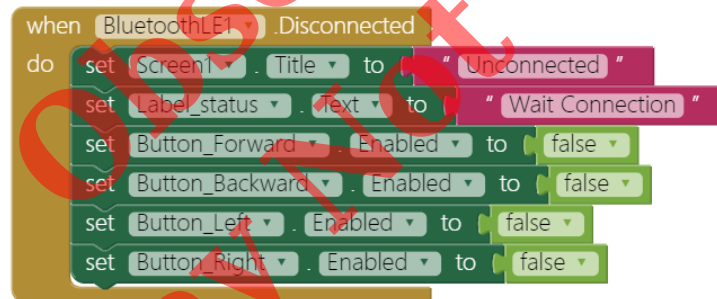 when BluetoothLE1 .Disconnected
do set Screen1 . Title to " Unconnected "
set Label_status . Text to " Wait Connection "
set Button_Forward . Enabled to false
set Button_Backward . Enabled to false
set Button_Left . Enabled to false
set Button_Right . Enabled to false